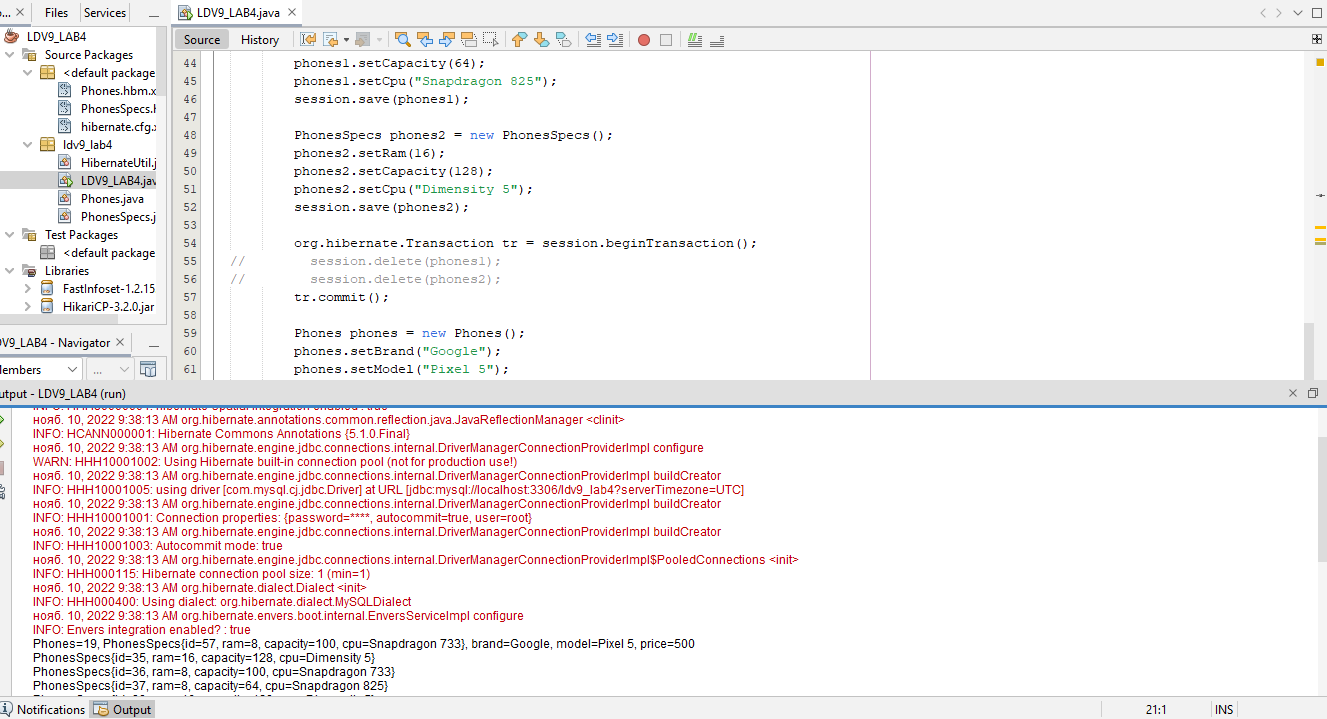 Files
Services
LDV9_LAB4.java
LDV9_LAB4
Source Packages
<default package
Phones.hbm.x
PhonesSpecs.h
hibernate.cfg.x
ldv9_lab4
HibernateUtil.j
LDV9_LAB4.jav
Phones.java
PhonesSpecs.j
Test Packages
<default package
Libraries
FastInfoset-1.2.15
HikariCP-3.2.0.jar
DV9_LAB4 - Navigator
lembers
...
Source History
44 phones1.setCapacity(64);
45 phones1.setCpu("Snapdragon 825");
46 session.save(phones1);
47
48 PhonesSpecs phones2 = new PhonesSpecs();
49 phones2.setRam(16);
50 phones2.setCapacity(128);
51 phones2.setCpu("Dimensity 5");
52 session.save(phones2);
53
54 org.hibernate.Transaction tr = session.beginTransaction();
55 // session.delete(phones1);
56 // session.delete(phones2);
57 tr.commit();
58
59 Phones phones = new Phones();
60 phones.setBrand("Google");
61 phones.setModel("Pixel 5");
utput - LDV9_LAB4 (run)
нояб. 10, 2022 9:38:13 AM org.hibernate.annotations.common.reflection.java.JavaReflectionManager <clinit>
INFO: HCANN000001: Hibernate Commons Annotations {5.1.0.Final}
нояб. 10, 2022 9:38:13 AM org.hibernate.engine.jdbc.connections.internal.DriverManagerConnectionProviderImpl configure
WARN: HHH10001002: Using Hibernate built-in connection pool (not for production use!)
нояб. 10, 2022 9:38:13 AM org.hibernate.engine.jdbc.connections.internal.DriverManagerConnectionProviderImpl buildCreator
INFO: HHH10001005: using driver [com.mysql.cj.jdbc.Driver] at URL [jdbc:mysql://localhost:3306/ldv9_lab4?serverTimezone=UTC]
нояб. 10, 2022 9:38:13 AM org.hibernate.engine.jdbc.connections.internal.DriverManagerConnectionProviderImpl buildCreator
INFO: HHH10001001: Connection properties: {password=****, autocommit=true, user=root}
нояб. 10, 2022 9:38:13 AM org.hibernate.engine.jdbc.connections.internal.DriverManagerConnectionProviderImpl buildCreator
INFO: HHH10001003: Autocommit mode: true
нояб. 10, 2022 9:38:13 AM org.hibernate.engine.jdbc.connections.internal.DriverManagerConnectionProviderImpl$PooledConnections <init>
INFO: HHH000115: Hibernate connection pool size: 1 (min=1)
нояб. 10, 2022 9:38:13 AM org.hibernate.dialect.Dialect <init>
INFO: HHH000400: Using dialect: org.hibernate.dialect.MySQLDialect
нояб. 10, 2022 9:38:13 AM org.hibernate.envers.boot.internal.EnversServiceImpl configure
INFO: Envers integration enabled? : true
Phones=19, PhonesSpecs{id=57, ram=8, capacity=100, cpu=Snapdragon 733}, brand=Google, model=Pixel 5, price=500
PhonesSpecs{id=35, ram=16, capacity=128, cpu=Dimensity 5}
PhonesSpecs{id=36, ram=8, capacity=100, cpu=Snapdragon 733}
PhonesSpecs{id=37, ram=8, capacity=64, cpu=Snapdragon 825}
Notifications Output
21:1 INS